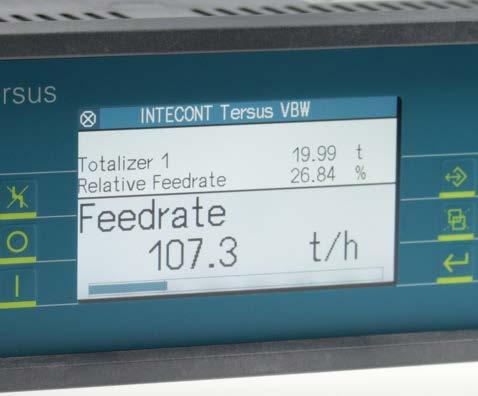 rsus
INTECONT Tersus VBW
Totalizer 1 19.99 t
Relative Feedrate 26.84 %
Feedrate
107.3 t/h